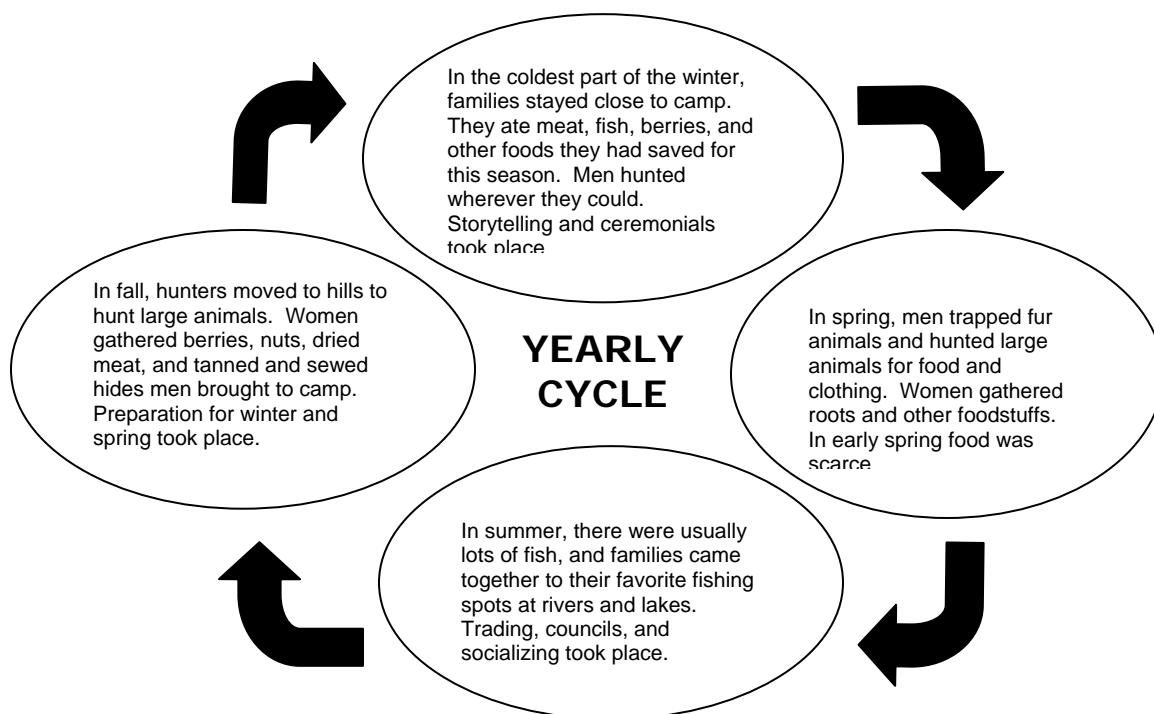 In the coldest part of the winter,
families stayed close to camp.
They ate meat, fish, berries, and
other foods they had saved for
this season.  Men hunted
wherever they could.
Storytelling and ceremonials
took place
In fall, hunters moved to hills to
hunt large animals.  Women
gathered berries, nuts, dried
meat, and tanned and sewed
hides men brought to camp.
Preparation for winter and
spring took place.
YEARLY
CYCLE
In spring, men trapped fur
animals and hunted large
animals for food and
clothing.  Women gathered
roots and other foodstuffs.
In early spring food was
scarce
In summer, there were usually
lots of fish, and families came
together to their favorite fishing
spots at rivers and lakes.
Trading, councils, and
socializing took place.